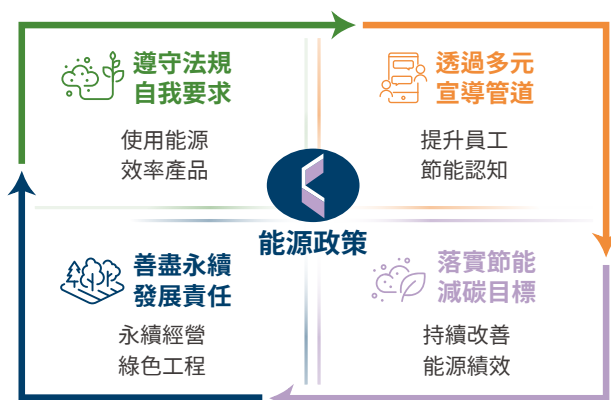 遵守法規
自我要求
使用能源
效率產品
透過多元
宣導管道
提升員工
節能認知
能源政策
善盡永續
發展責任
永續經營
綠色工程
落實節能
減碳目標
持續改善
能源績效